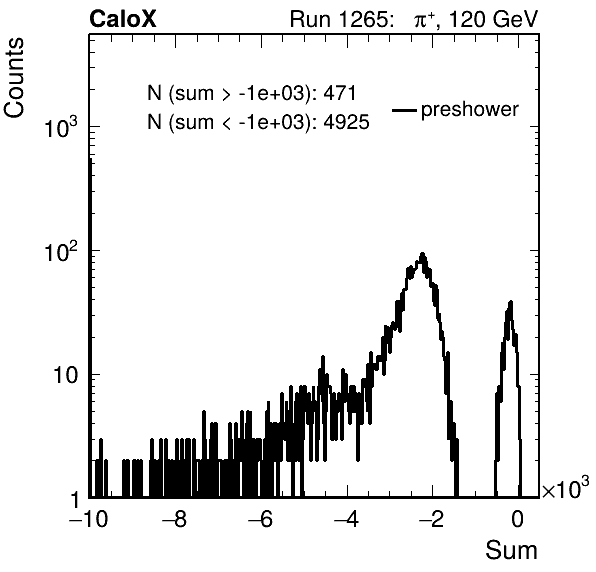 CaloX Run 1265: π⁺, 120 GeV
Counts
N (sum > -1e+03): 471
N (sum < -1e+03): 4925
preshower
10³
10²
10
1
−10 −8 −6 −4 −2 0 ×10³
Sum